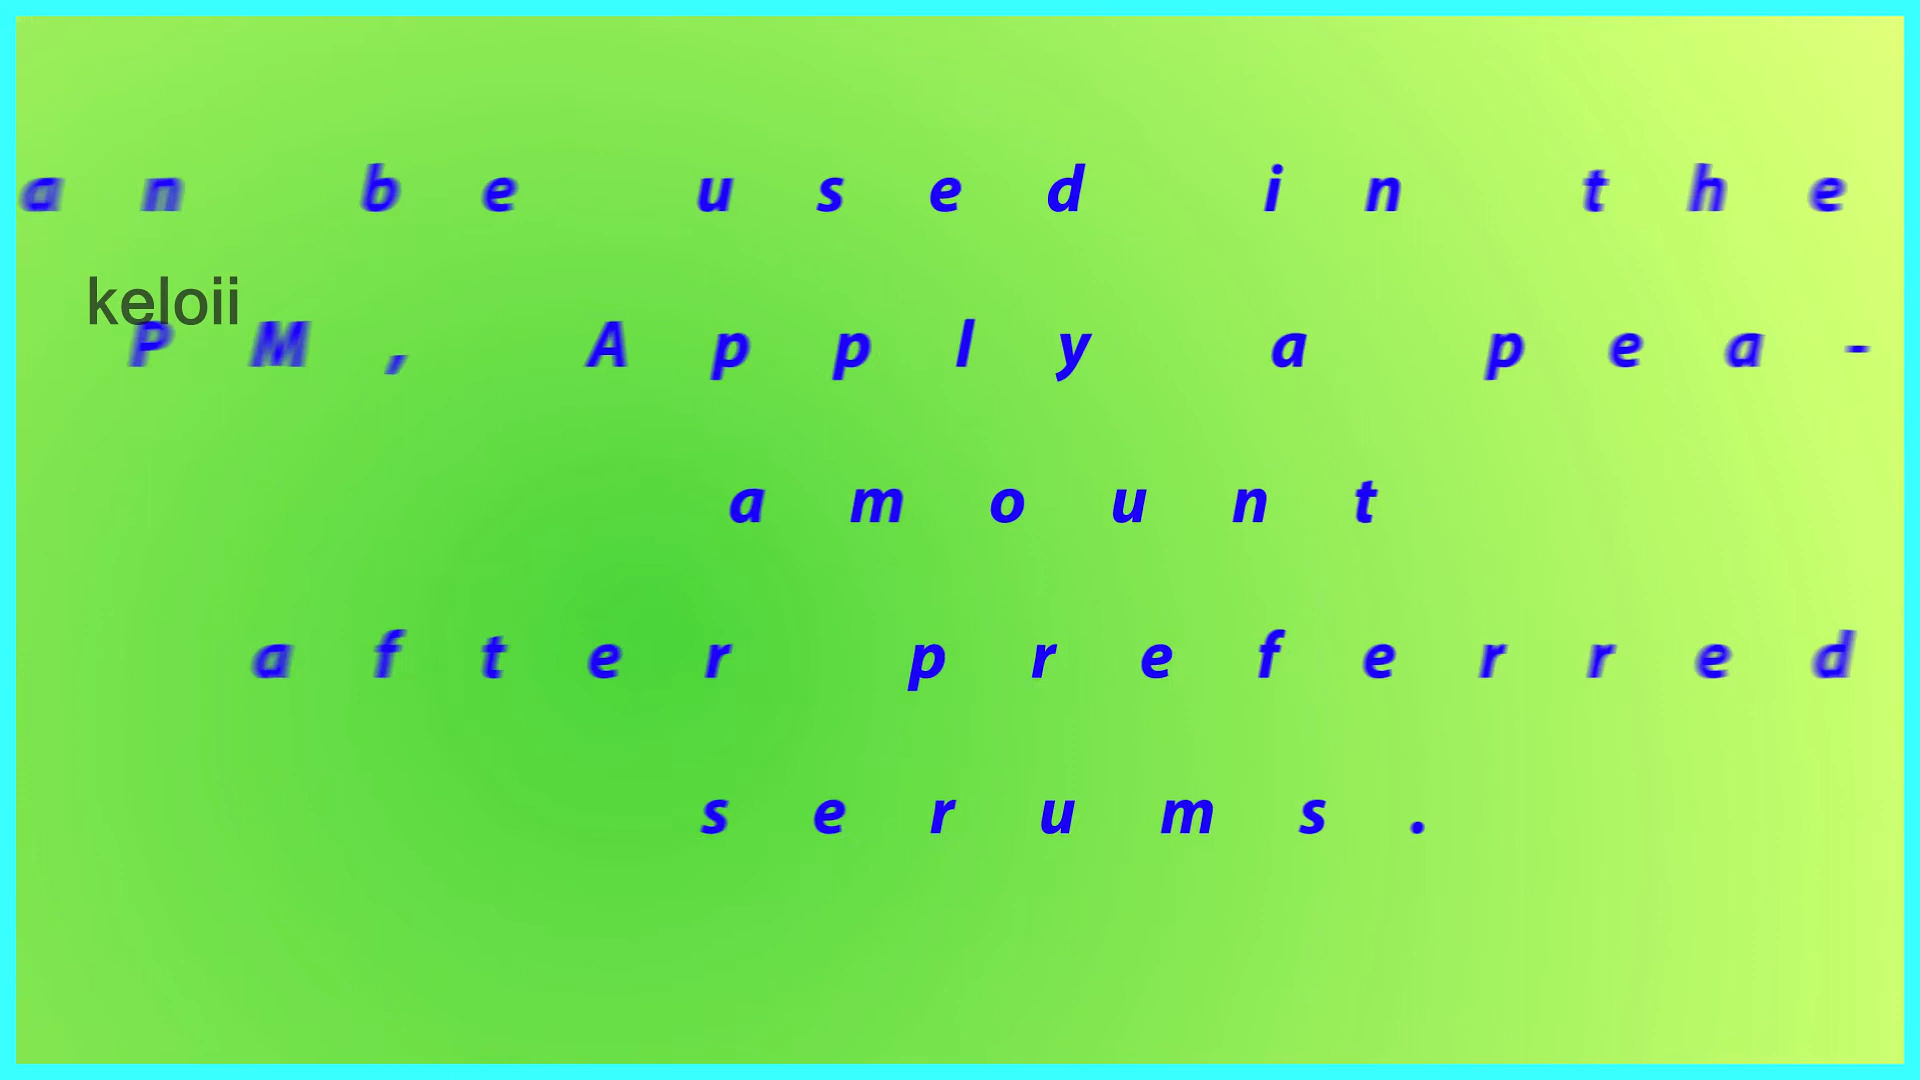 an be used in the
keloii
PM, Apply a pea-
amount
after preferred
serums.